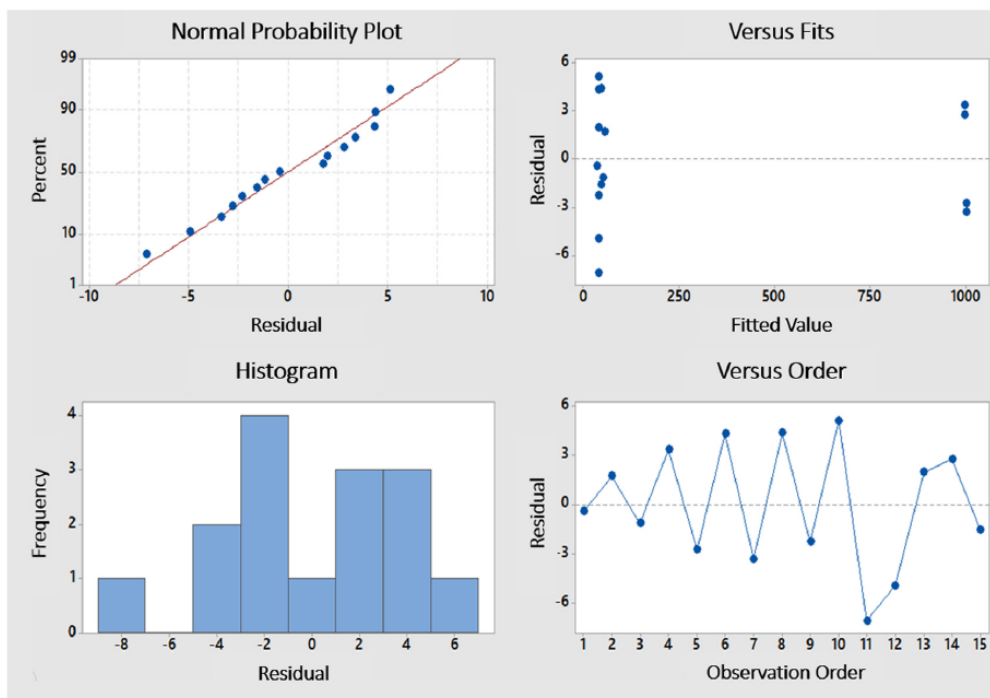 Normal Probability Plot
99
90
50
10
1
Percent
-10 -5 0 5 10
Residual
Versus Fits
6
3
0
-3
-6
Residual
0 250 500 750 1000
Fitted Value
Histogram
4
3
2
1
0
Frequency
-8 -6 -4 -2 0 2 4 6
Residual
Versus Order
6
3
0
-3
-6
Residual
1 2 3 4 5 6 7 8 9 10 11 12 13 14 15
Observation Order